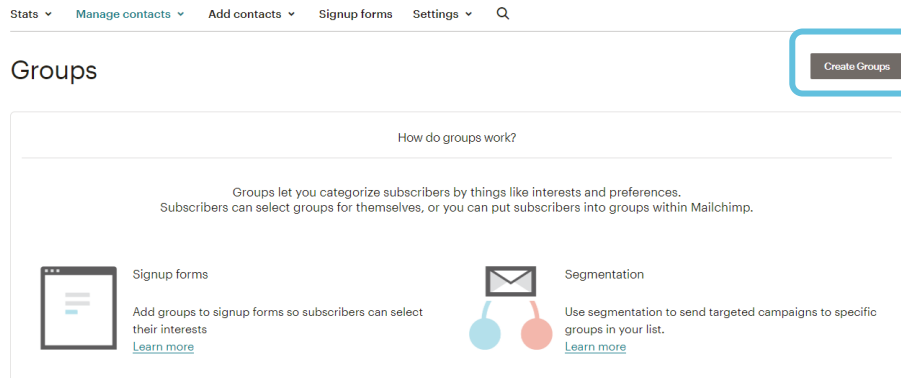 Stats Manage contacts Add contacts Signup forms Settings
Groups
Create Groups
How do groups work?
Groups let you categorize subscribers by things like interests and preferences.
Subscribers can select groups for themselves, or you can put subscribers into groups within Mailchimp.
Signup forms
Add groups to signup forms so subscribers can select
their interests
Learn more
Segmentation
Use segmentation to send targeted campaigns to specific
groups in your list.
Learn more